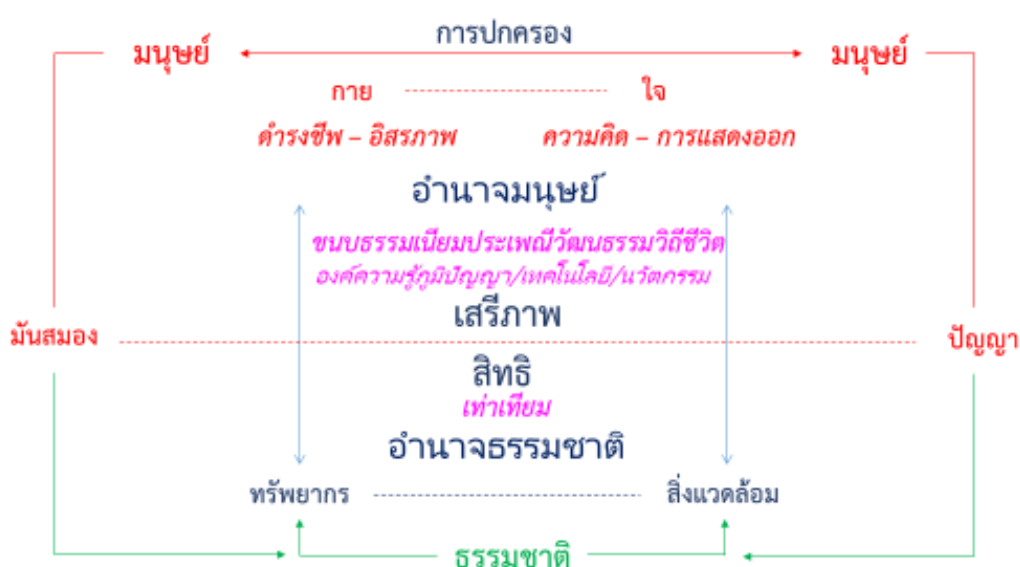 การปกครอง
มนุษย์ มนุษย์
กาย ใจ
ดำรงชีพ – อิสรภาพ ความคิด – การแสดงออก
อำนาจมนุษย์
ขนบธรรมเนียมประเพณีวัฒนธรรมวิถีชีวิต
องค์ความรู้ภูมิปัญญา/เทคโนโลยี/นวัตกรรม
เสรีภาพ
มันสมอง ปัญญา
สิทธิ
เท่าเทียม
อำนาจธรรมชาติ
ทรัพยากร สิ่งแวดล้อม
ธรรมชาติ